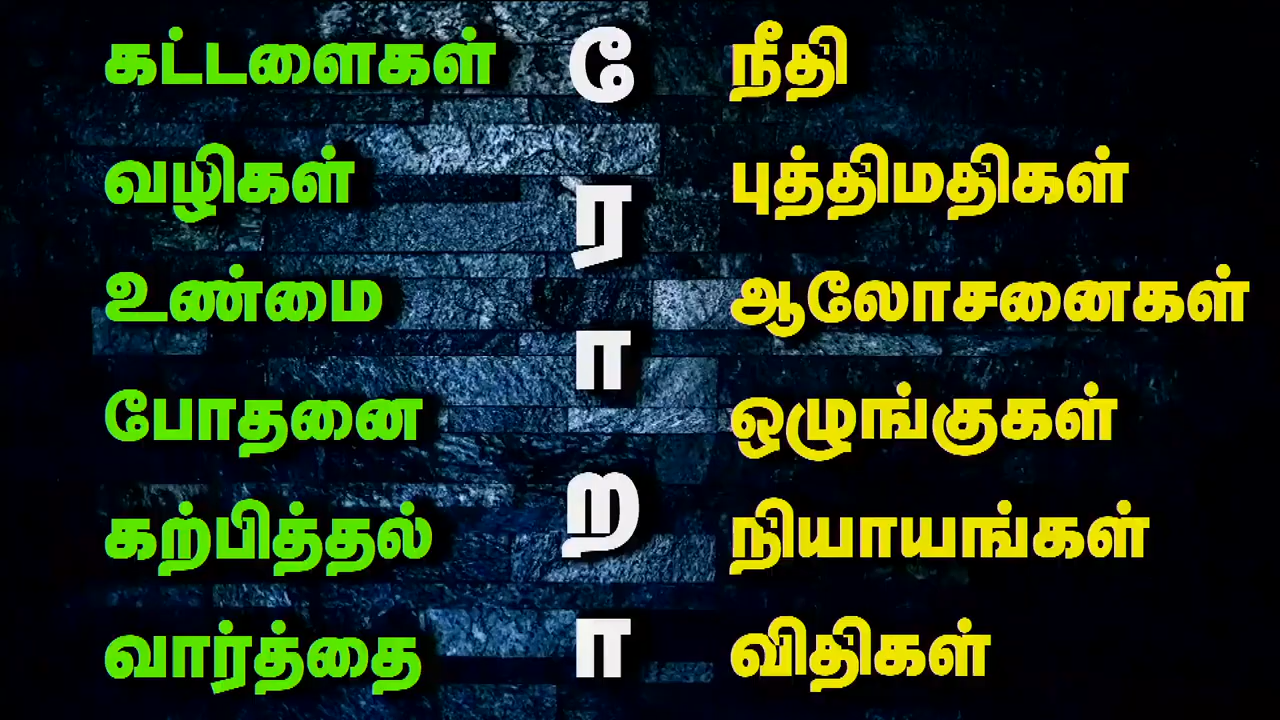 கட்டளைகள்
வழிகள்
உண்மை
போதனை
கற்பித்தல்
வார்த்தை
ே
ர
ா
ற
ா
நீதி
புத்திமதிகள்
ஆலோசனைகள்
ஒழுங்குகள்
நியாயங்கள்
விதிகள்